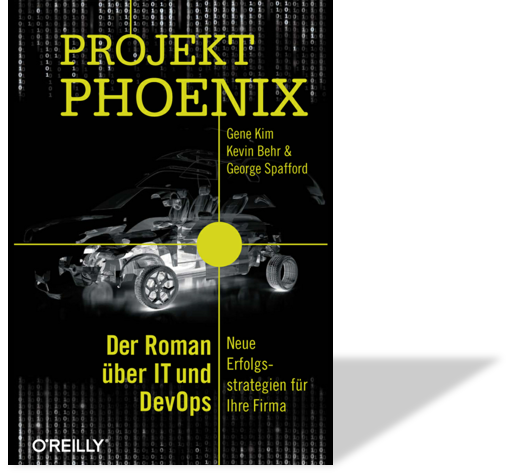 PROJEKT
PHOENIX
Gene Kim
Kevin Behr &
George Spafford
Der Roman
über IT und
DevOps
Neue
Erfolgs-
strategien für
Ihre Firma
O'REILLY®